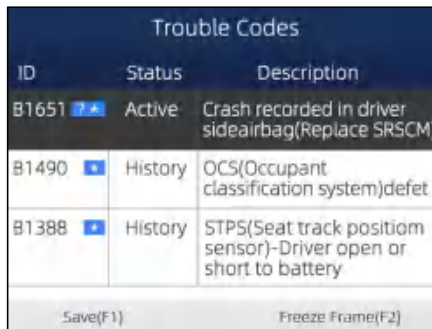 Trouble Codes
ID Status Description
B1651 ? ★ Active Crash recorded in driver
sideairbag(Replace SRSCM)
B1490 ★ History OCS(Occupant
classification system)defet
B1388 ★ History STPS(Seat track positiom
sensor)-Driver open or
short to battery
Save(F1) Freeze Frame(F2)